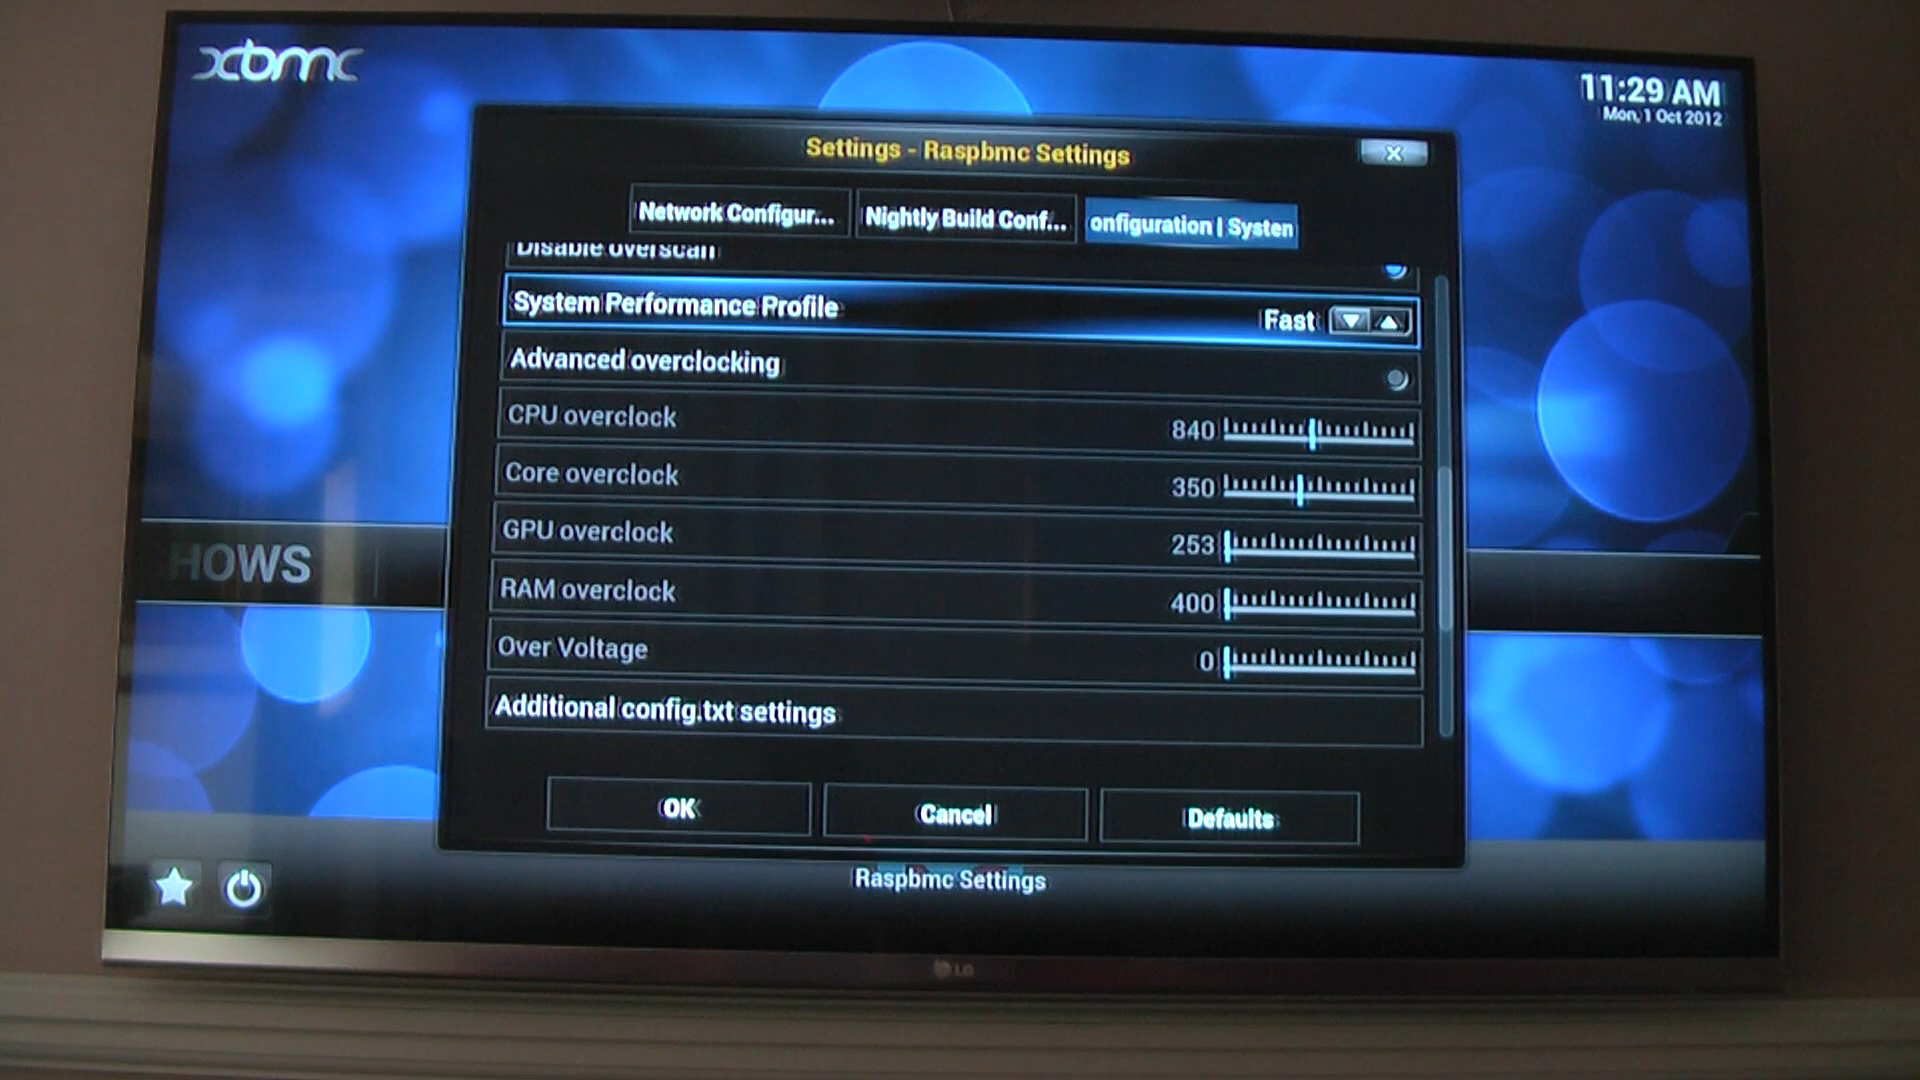 xbmc
11:29 AM
Mon, 1 Oct 2012
Settings - Raspbmc Settings
x
Network Configur...
Nightly Build Conf...
onfiguration | Systen
Disable overscan
System Performance Profile
Fast
Advanced overclocking
CPU overclock
840
Core overclock
350
GPU overclock
253
RAM overclock
400
Over Voltage
0
Additional config.txt settings
HOWS
OK
Cancel
Defaults
Raspbmc Settings
LG